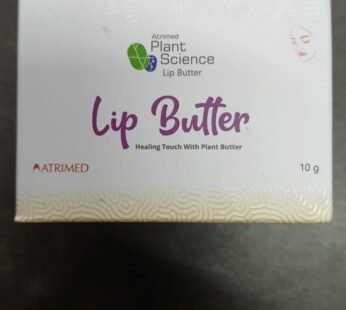 Atrimed
Plant
Science
Lip Butter
Lip Butter
Healing Touch With Plant Butter
ATRIMED
10 g